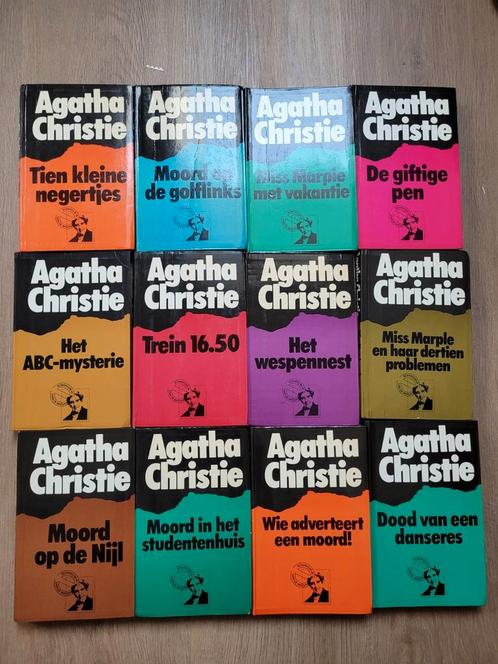 Agatha
Christie
Tien kleine
negertjes
Agatha
Christie
Moord op
de golflinks
Agatha
Christie
Miss Marple
met vakantie
Agatha
Christie
De giftige
pen
Agatha
Christie
Het
ABC-mysterie
Agatha
Christie
Trein 16.50
Agatha
Christie
Het
wespennest
Agatha
Christie
Miss Marple
en haar dertien
problemen
Agatha
Christie
Moord
op de Nijl
Agatha
Christie
Moord in het
studentenhuis
Agatha
Christie
Wie adverteert
een moord!
Agatha
Christie
Dood van een
danseres